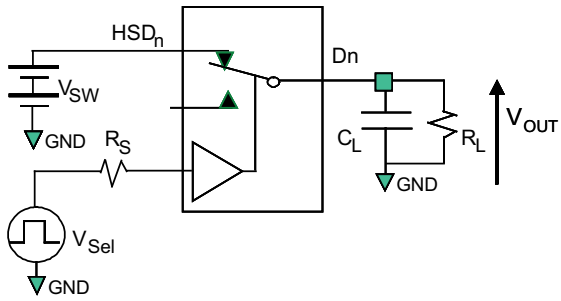 HSDn
Dn
VSW
GND
RS
CL
RL
VOUT
GND
VSel
GND